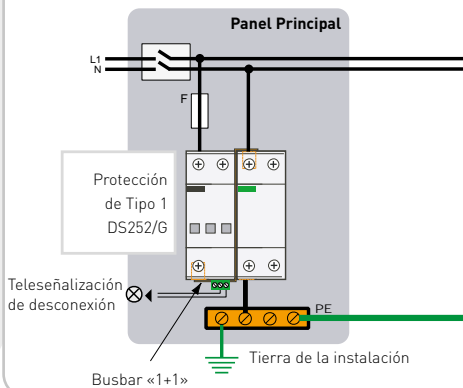 Panel Principal
L1
N
F
Protección
de Tipo 1
DS252/G
Teleseñalización
de desconexión
PE
Tierra de la instalación
Busbar «1+1»